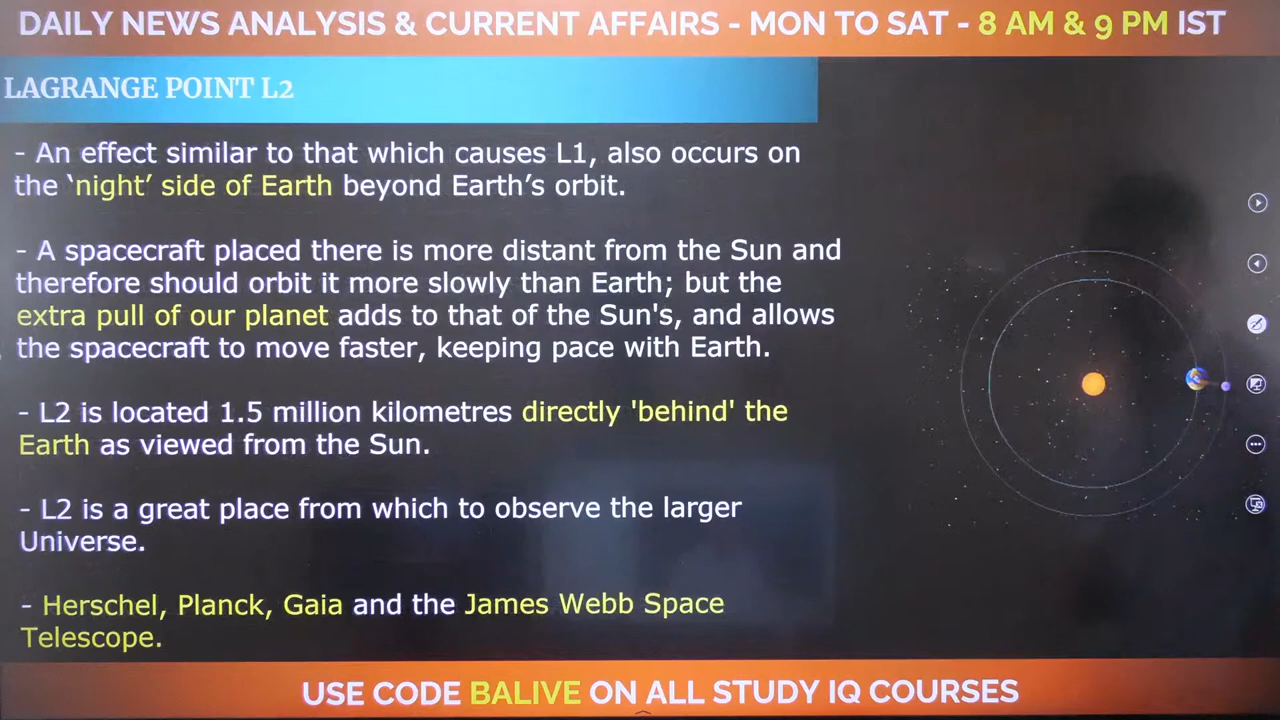 DAILY NEWS ANALYSIS & CURRENT AFFAIRS - MON TO SAT - 8 AM & 9 PM IST
LAGRANGE POINT L2
- An effect similar to that which causes L1, also occurs on
the ‘night’ side of Earth beyond Earth’s orbit.
- A spacecraft placed there is more distant from the Sun and
therefore should orbit it more slowly than Earth; but the
extra pull of our planet adds to that of the Sun's, and allows
the spacecraft to move faster, keeping pace with Earth.
- L2 is located 1.5 million kilometres directly 'behind' the
Earth as viewed from the Sun.
- L2 is a great place from which to observe the larger
Universe.
- Herschel, Planck, Gaia and the James Webb Space
Telescope.
USE CODE BALIVE ON ALL STUDY IQ COURSES